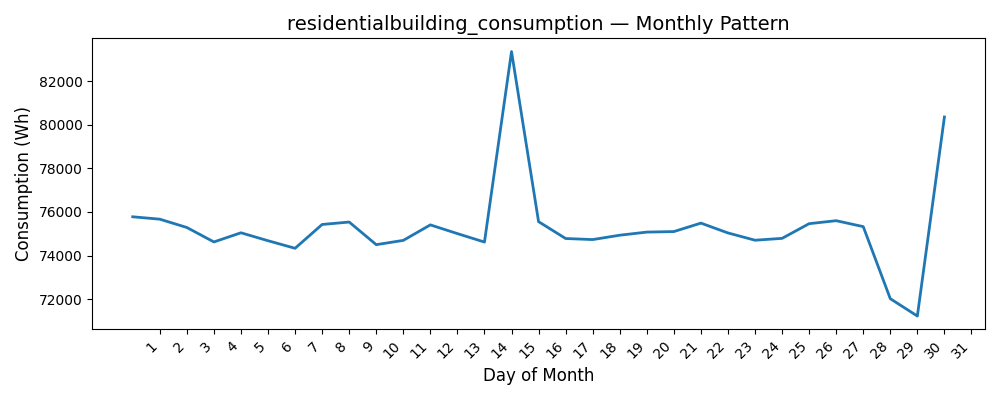 residentialbuilding_consumption — Monthly Pattern
Consumption (Wh)
82000
80000
78000
76000
74000
72000
1 2 3 4 5 6 7 8 9 10 11 12 13 14 15 16 17 18 19 20 21 22 23 24 25 26 27 28 29 30 31
Day of Month